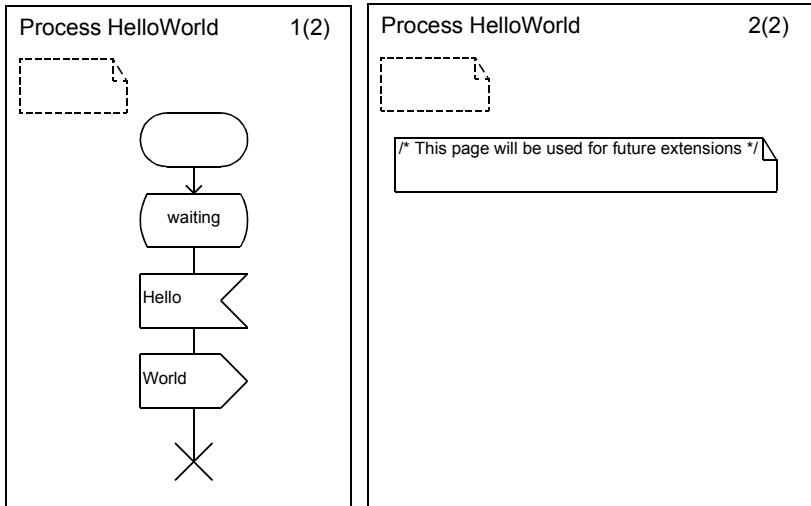 Process HelloWorld 1(2)
waiting
Hello
World
Process HelloWorld 2(2)
/* This page will be used for future extensions */